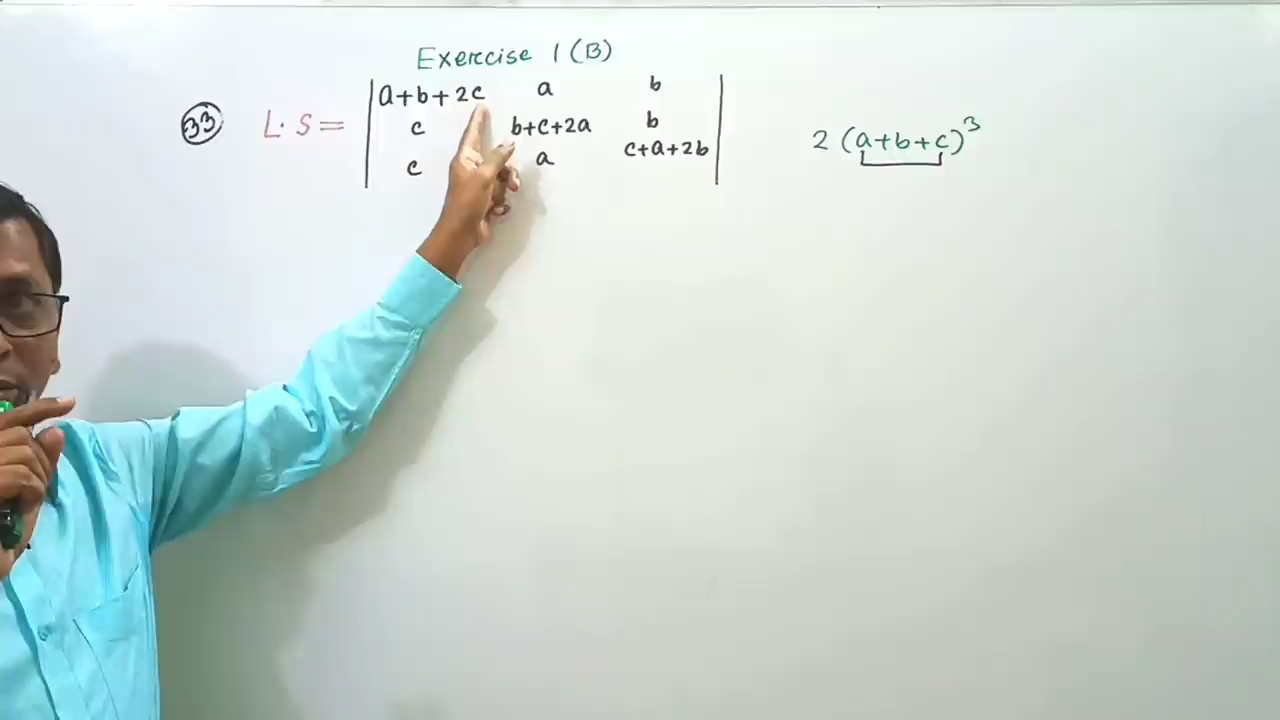 Exercise 1(B)
33 L.S = | a+b+2c a b |
| c b+c+2a b |
| c a c+a+2b |
2 (a+b+c)³